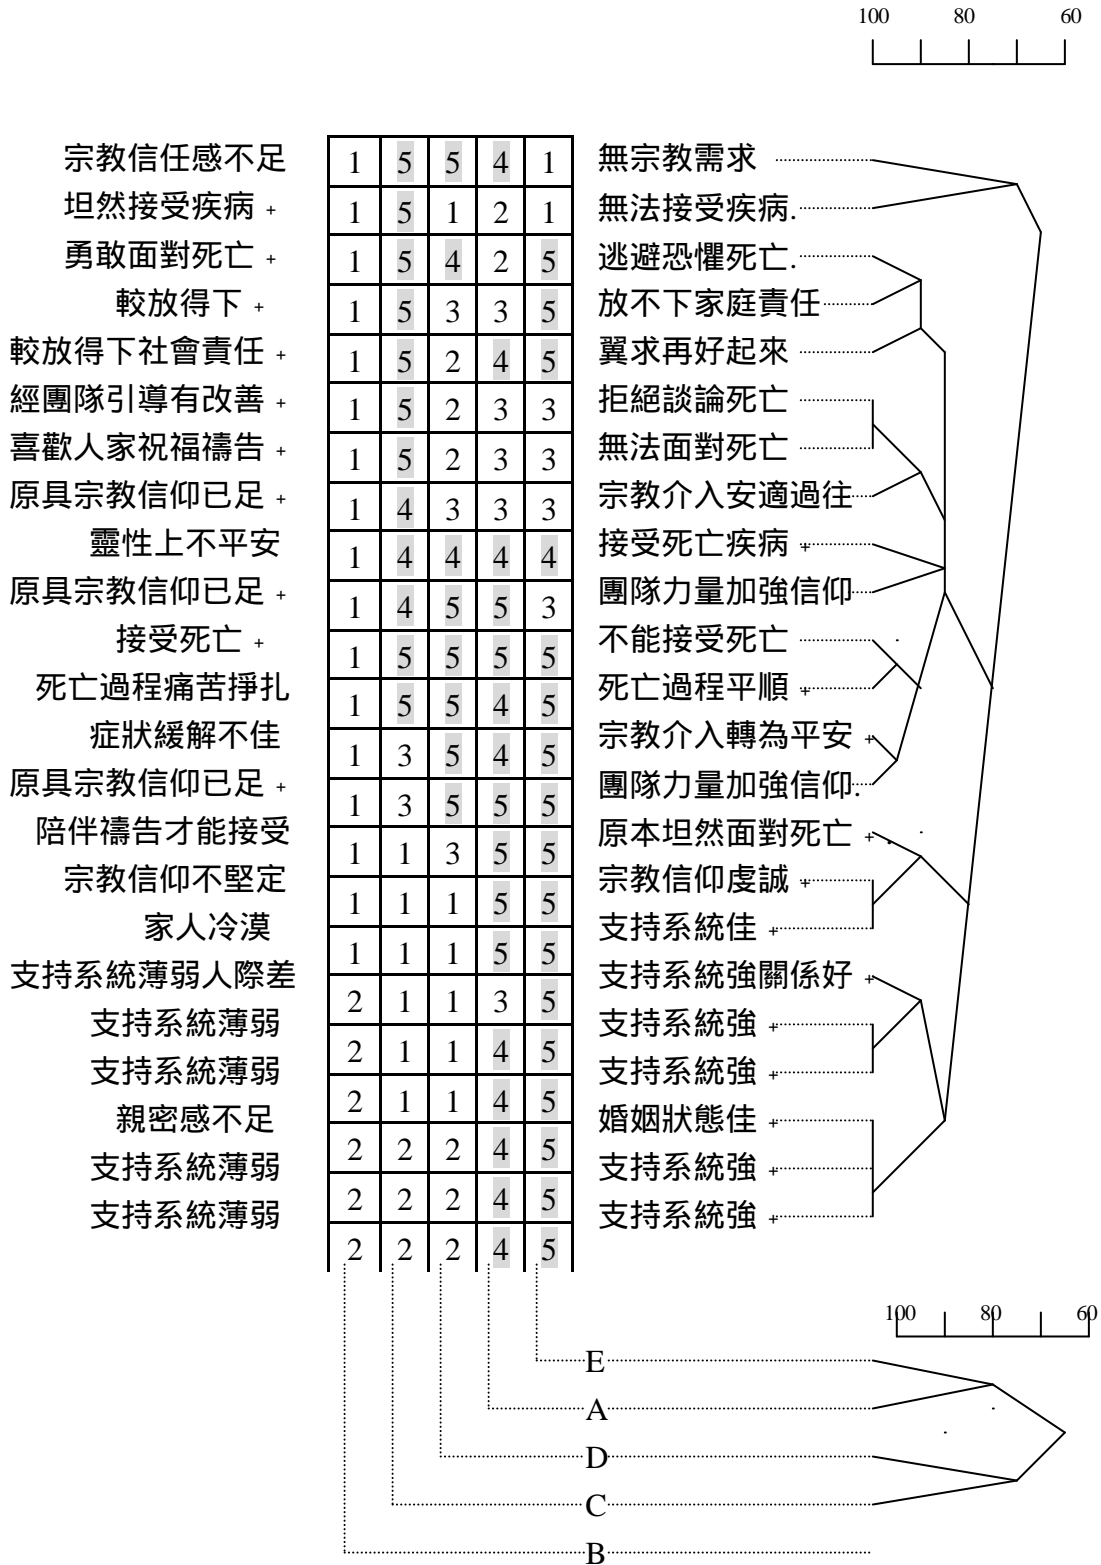 100 80 60
宗教信任感不足 1 5 5 4 1 無宗教需求
坦然接受疾病 + 1 5 1 2 1 無法接受疾病.
勇敢面對死亡 + 1 5 4 2 5 逃避恐懼死亡.
較放得下 + 1 5 3 3 5 放不下家庭責任
較放得下社會責任 + 1 5 2 4 5 翼求再好起來
經團隊引導有改善 + 1 5 2 3 3 拒絕談論死亡
喜歡人家祝福禱告 + 1 5 2 3 3 無法面對死亡
原具宗教信仰已足 + 1 4 3 3 3 宗教介入安適過往
靈性上不平安 1 4 4 4 4 接受死亡疾病 +
原具宗教信仰已足 + 1 4 5 5 3 團隊力量加強信仰
接受死亡 + 1 5 5 5 5 不能接受死亡
死亡過程痛苦掙扎 1 5 5 4 5 死亡過程平順 +
症狀緩解不佳 1 3 5 4 5 宗教介入轉為平安 +
原具宗教信仰已足 + 1 3 5 5 5 團隊力量加強信仰.
陪伴禱告才能接受 1 1 3 5 5 原本坦然面對死亡 +
宗教信仰不堅定 1 1 1 5 5 宗教信仰虔誠 +
家人冷漠 1 1 1 5 5 支持系統佳 +
支持系統薄弱人際差 2 1 1 3 5 支持系統強關係好 +
支持系統薄弱 2 1 1 4 5 支持系統強 +
支持系統薄弱 2 1 1 4 5 支持系統強 +
親密感不足 2 2 2 4 5 婚姻狀態佳 +
支持系統薄弱 2 2 2 4 5 支持系統強 +
支持系統薄弱 2 2 2 4 5 支持系統強 +
100 80 60
E
A
D
C
B